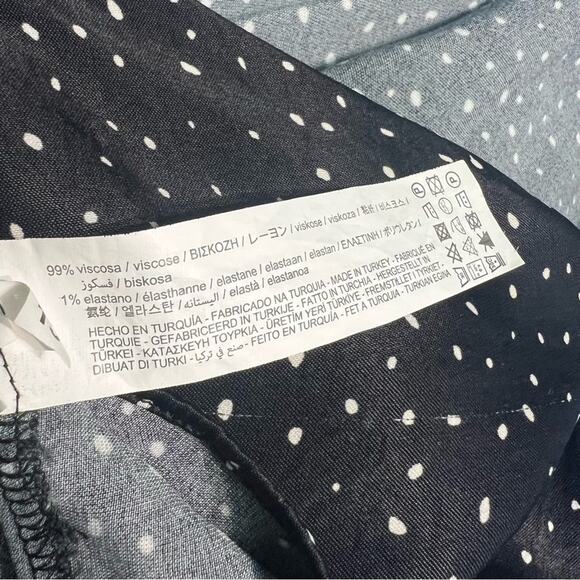 99% viscosa / viscose / ΒΙΣΚΟΖΗ / レーヨン / viskose / viskoza / 黏纶 / 비스코스 /
فسكوز / biskosa
1% elastano / élasthanne / elastane / elastaan / elastan / ΕΛΑΣΤΙΝΗ / ポリウレタン /
氨纶 / 엘라스탄 / اليستانه / elastà / elastanoa
HECHO EN TURQUÍA - FABRICADO NA TURQUIA - MADE IN TURKEY - FABRIQUÉ EN
TURQUIE - GEFABRICEERD IN TURKIJE - FATTO IN TURCHIA - HERGESTELLT IN
TÜRKEI - ΚΑΤΑΣΚΕΥΗ ΤΟΥΡΚΙΑ - ÜRETİM YERİ TÜRKİYE - FREMSTILLET I TYRKIET -
DIBUAT DI TURKI - صنع في تركيا - FEITO EN TURQUÍA - FET A TURQUIA - TURKIAN EGINA
P
P